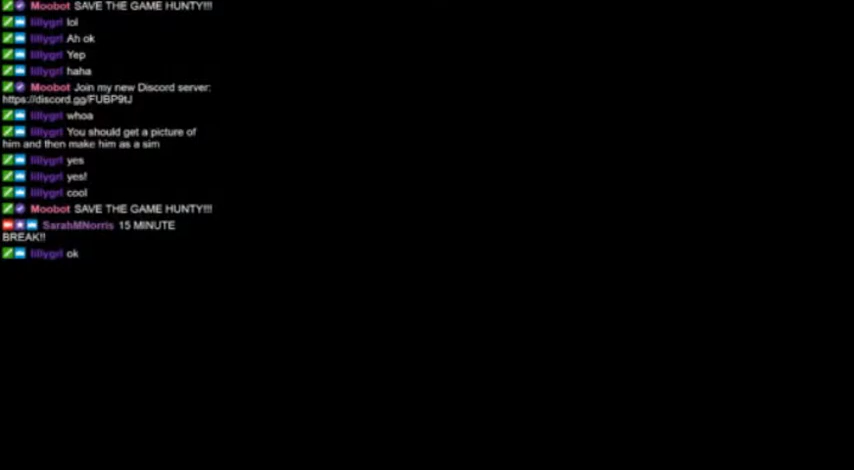 Moobot SAVE THE GAME HUNTY!!!
lillygrl lol
lillygrl Ah ok
lillygrl Yep
lillygrl haha
Moobot Join my new Discord server:
https://discord.gg/FUBP9tJ
lillygrl whoa
lillygrl You should get a picture of
him and then make him as a sim
lillygrl yes
lillygrl yes!
lillygrl cool
Moobot SAVE THE GAME HUNTY!!!
SarahMNorris 15 MINUTE
BREAK!!
lillygrl ok